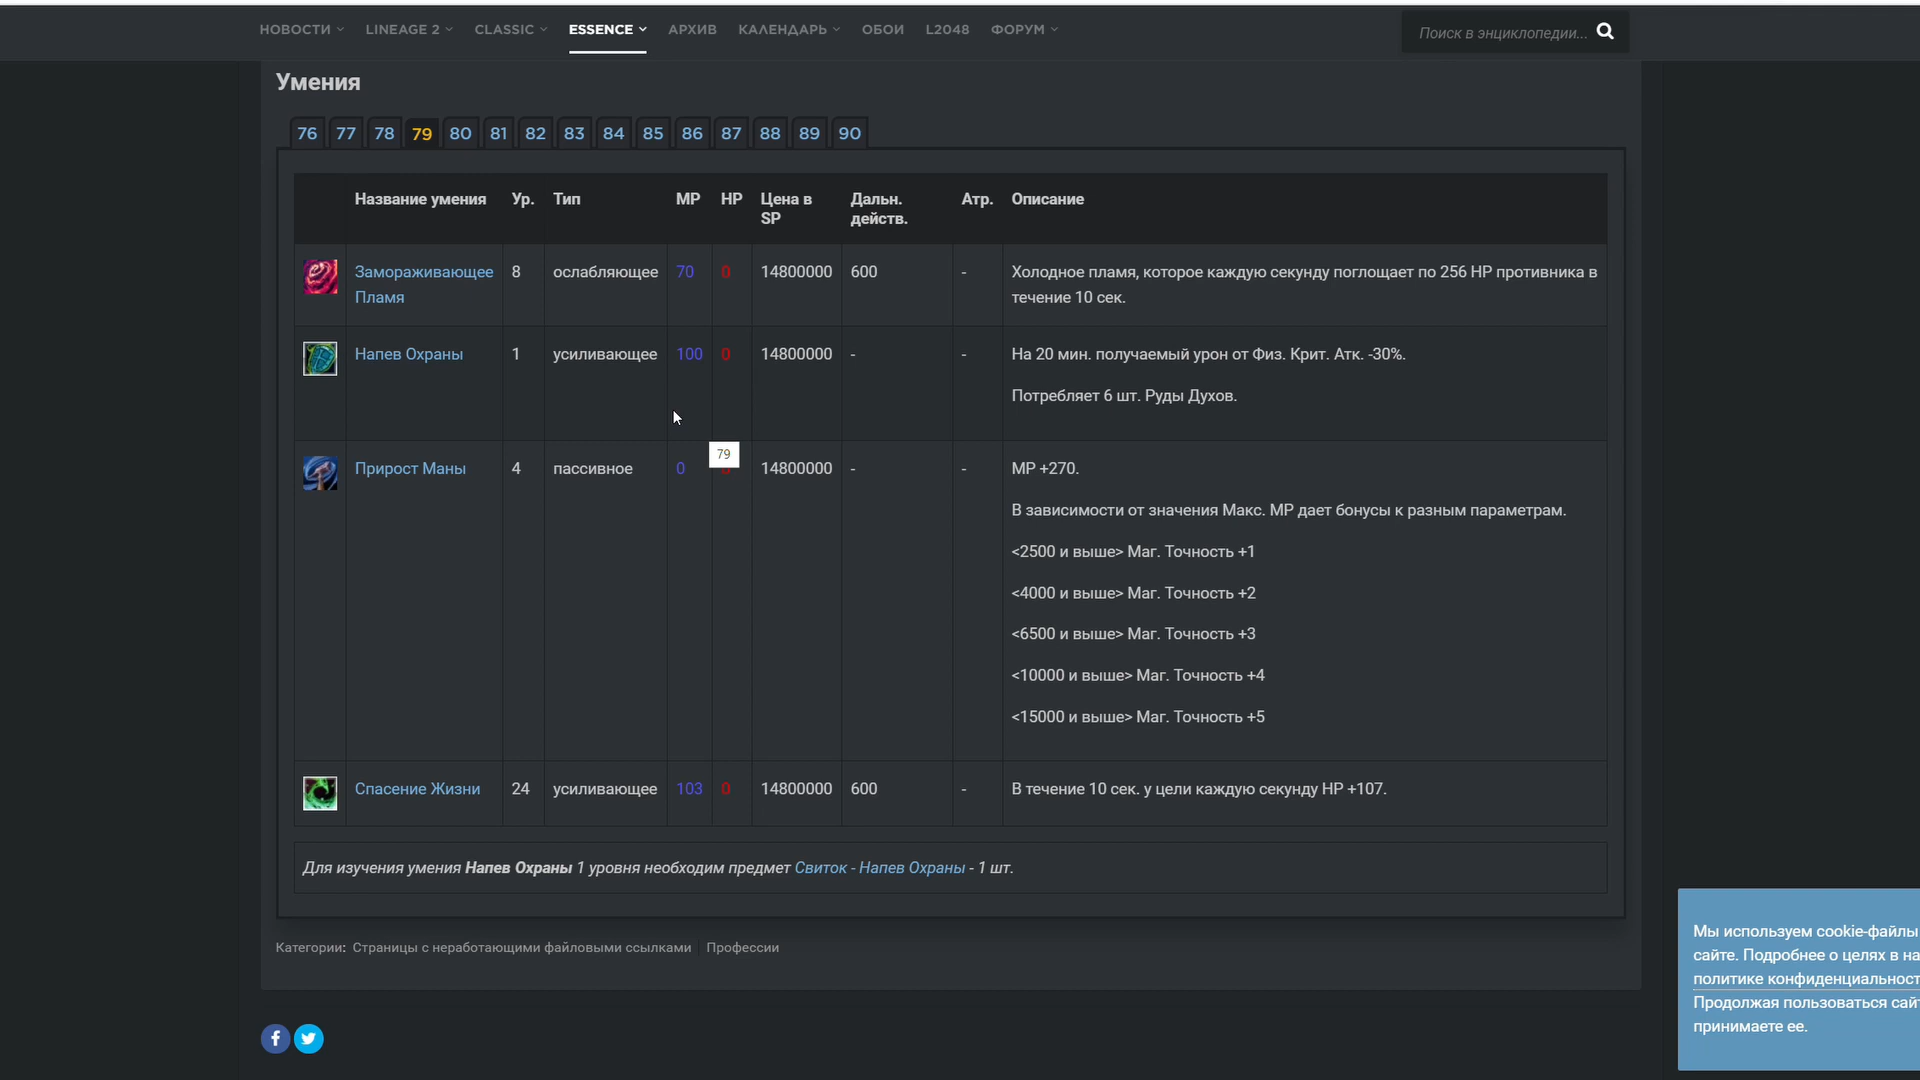 НОВОСТИ LINEAGE 2 CLASSIC ESSENCE АРХИВ КАЛЕНДАРЬ ОБОИ L2048 ФОРУМ
Поиск в энциклопедии...
Умения
76 77 78 79 80 81 82 83 84 85 86 87 88 89 90
Название умения Ур. Тип MP HP Цена в Дальн. Атр. Описание
SP действ.
Замораживающее 8 ослабляющее 70 0 14800000 600 - Холодное пламя, которое каждую секунду поглощает по 256 HP противника в
Пламя течение 10 сек.
Напев Охраны 1 усиливающее 100 0 14800000 - - На 20 мин. получаемый урон от Физ. Крит. Атк. -30%.
Потребляет 6 шт. Руды Духов.
79
Прирост Маны 4 пассивное 0 14800000 - - MP +270.
В зависимости от значения Макс. MP дает бонусы к разным параметрам.
<2500 и выше> Маг. Точность +1
<4000 и выше> Маг. Точность +2
<6500 и выше> Маг. Точность +3
<10000 и выше> Маг. Точность +4
<15000 и выше> Маг. Точность +5
Спасение Жизни 24 усиливающее 103 0 14800000 600 - В течение 10 сек. у цели каждую секунду HP +107.
Для изучения умения Напев Охраны 1 уровня необходим предмет Свиток - Напев Охраны - 1 шт.
Категории: Страницы с неработающими файловыми ссылками Профессии
Мы используем cookie-файлы
сайте. Подробнее о целях в на
политике конфиденциальност
Продолжая пользоваться сай
принимаете ее.